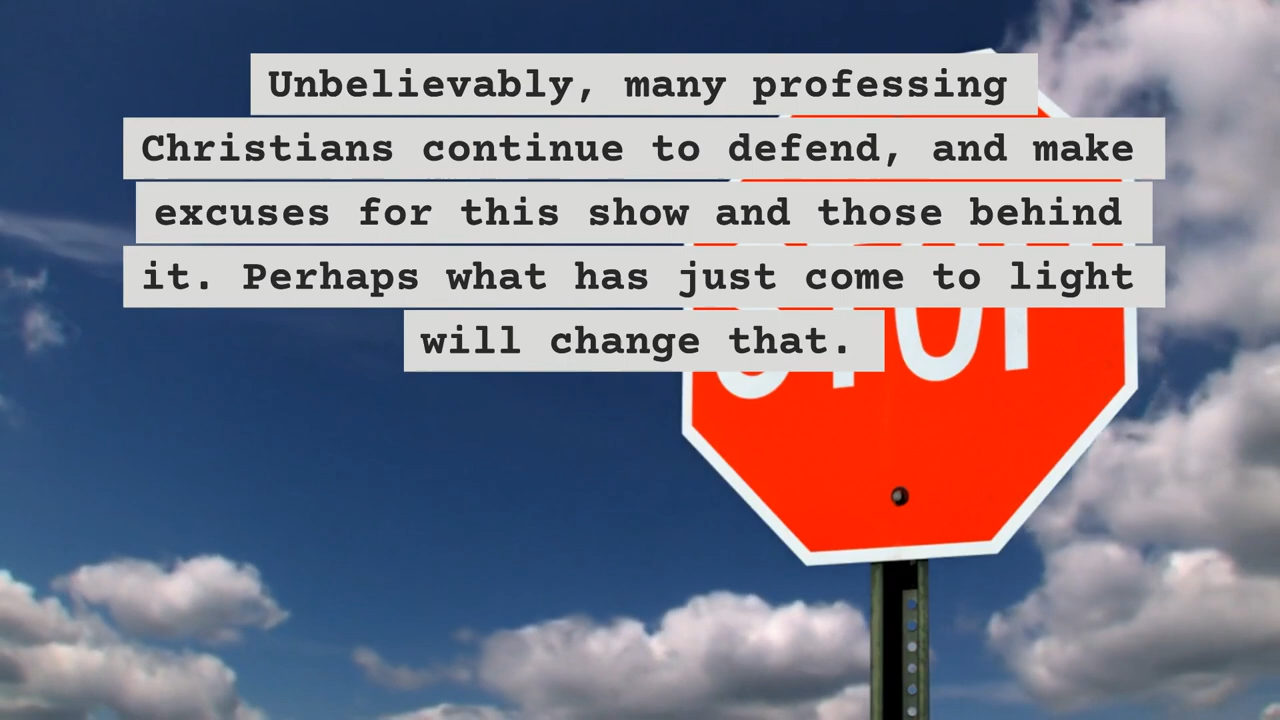 Unbelievably, many professing
Christians continue to defend, and make
excuses for this show and those behind
it. Perhaps what has just come to light
will change that.